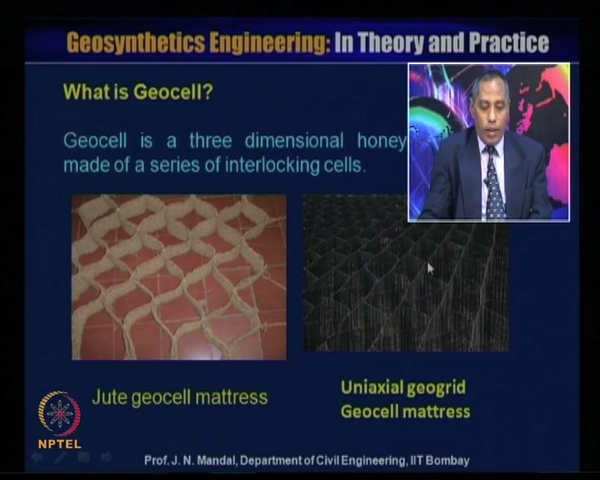 Geosynthetics Engineering: In Theory and Practice
What is Geocell?
Geocell is a three dimensional honey
made of a series of interlocking cells.
Jute geocell mattress
Uniaxial geogrid
Geocell mattress
NPTEL
Prof. J. N. Mandal, Department of Civil Engineering, IIT Bombay